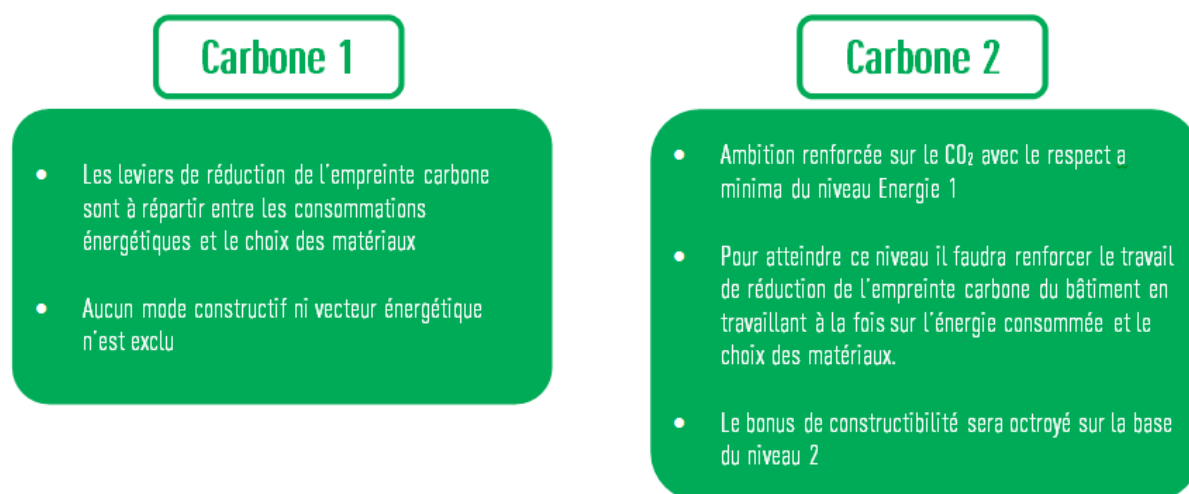 Carbone 1
• Les leviers de réduction de l'empreinte carbone
sont à répartir entre les consommations
énergétiques et le choix des matériaux
• Aucun mode constructif ni vecteur énergétique
n'est exclu
Carbone 2
• Ambition renforcée sur le CO₂ avec le respect a
minima du niveau Energie 1
• Pour atteindre ce niveau il faudra renforcer le travail
de réduction de l'empreinte carbone du bâtiment en
travaillant à la fois sur l'énergie consommée et le
choix des matériaux.
• Le bonus de constructibilité sera octroyé sur la base
du niveau 2